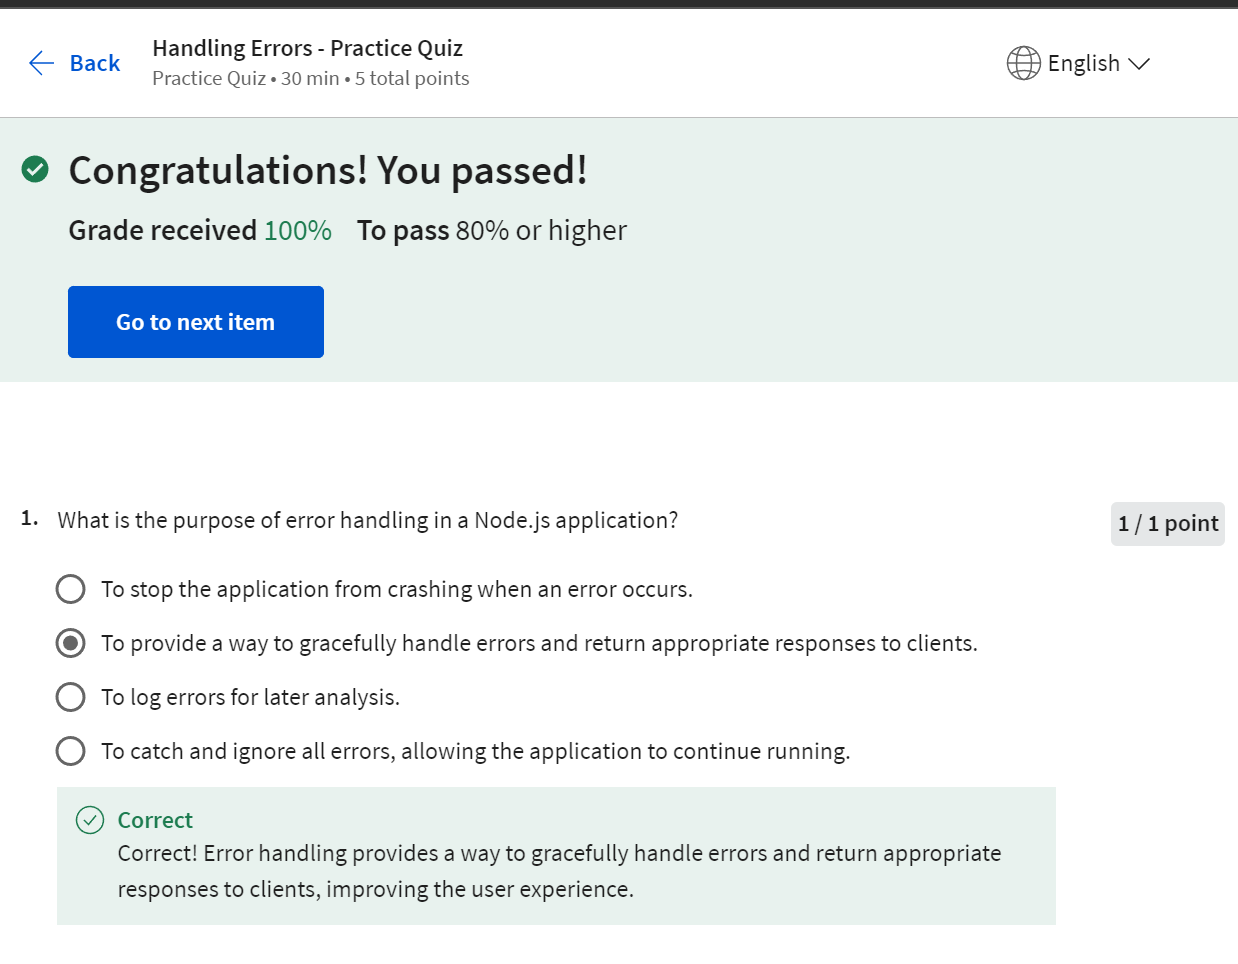 Back
Handling Errors - Practice Quiz
Practice Quiz • 30 min • 5 total points
English
Congratulations! You passed!
Grade received 100% To pass 80% or higher
Go to next item
1. What is the purpose of error handling in a Node.js application?
1 / 1 point
To stop the application from crashing when an error occurs.
To provide a way to gracefully handle errors and return appropriate responses to clients.
To log errors for later analysis.
To catch and ignore all errors, allowing the application to continue running.
Correct
Correct! Error handling provides a way to gracefully handle errors and return appropriate
responses to clients, improving the user experience.